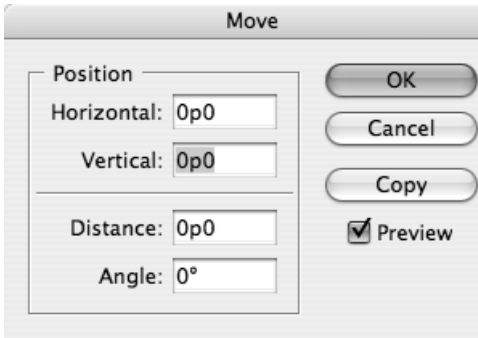 Move
Position
Horizontal: 0p0
Vertical: 0p0
Distance: 0p0
Angle: 0°
OK
Cancel
Copy
Preview